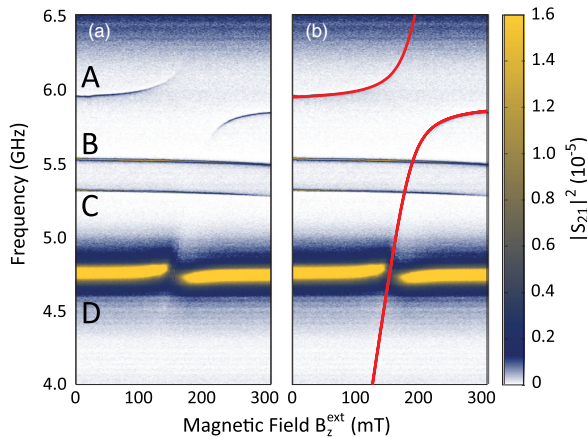 (a)
(b)
6.5
6.0
5.5
5.0
4.5
4.0
Frequency (GHz)
A
B
C
D
0 100 200 300
0 100 200 300
Magnetic Field B_z^ext (mT)
1.6
1.4
1.2
1.0
0.8
0.6
0.4
0.2
0
|S₂₁|² (10⁻⁵)